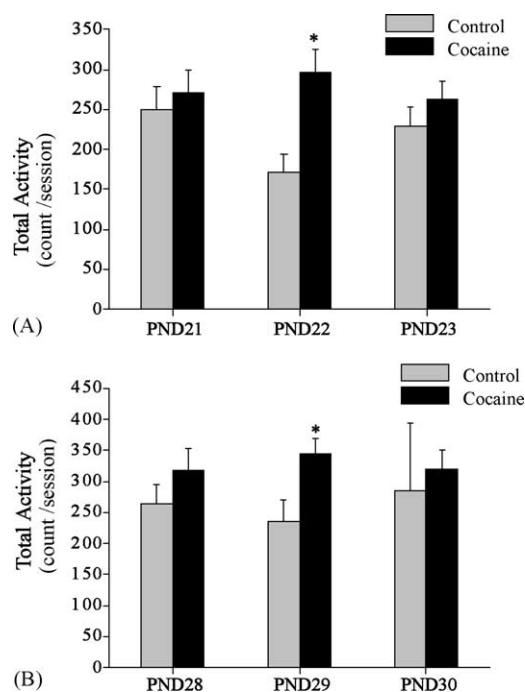 350
300
250
200
150
100
50
0
Total Activity
(count /session)
Control
Cocaine
*
PND21 PND22 PND23
(A)
450
400
350
300
250
200
150
100
50
0
Total Activity
(count /session)
Control
Cocaine
*
PND28 PND29 PND30
(B)